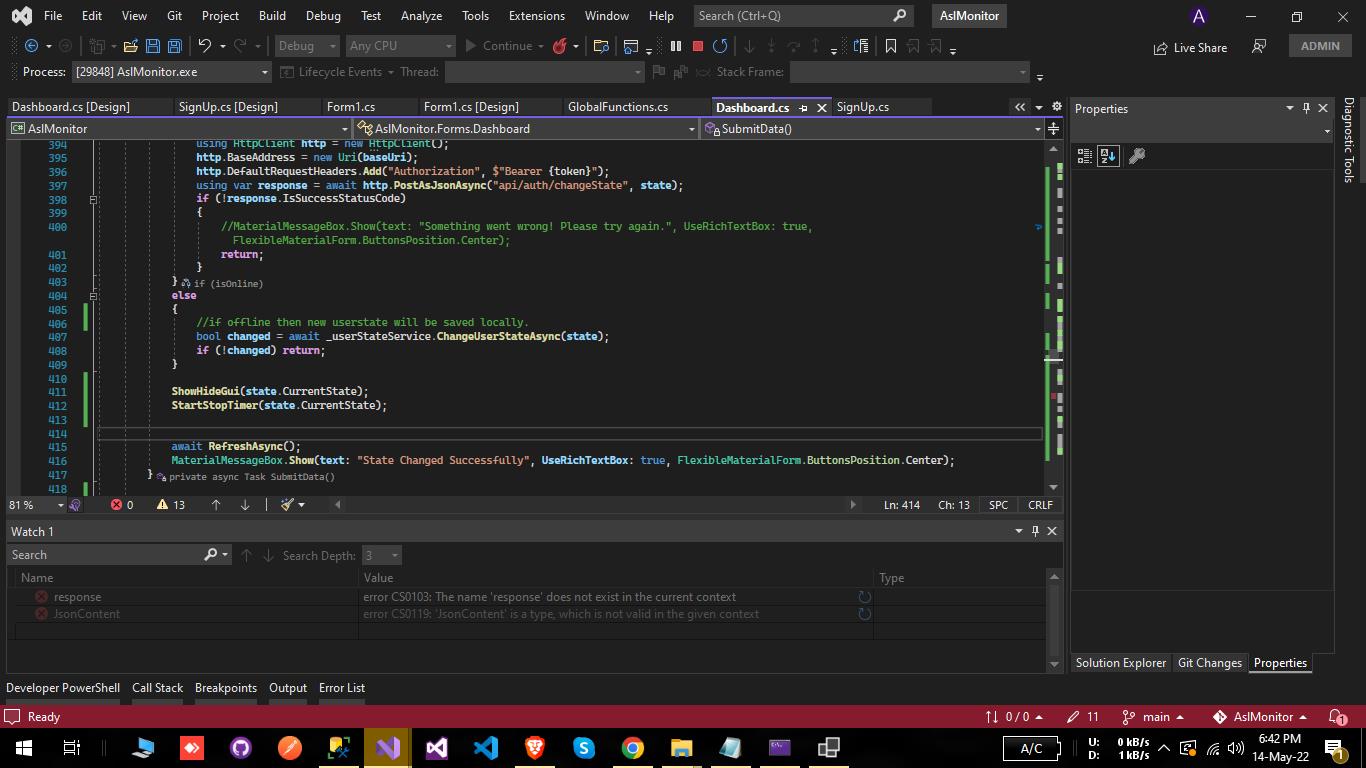 File Edit View Git Project Build Debug Test Analyze Tools Extensions Window Help Search (Ctrl+Q) AslMonitor A
Debug Any CPU Continue Live Share ADMIN
Process: [29848] AslMonitor.exe Lifecycle Events Thread: Stack Frame:
Dashboard.cs [Design] SignUp.cs [Design] Form1.cs Form1.cs [Design] GlobalFunctions.cs Dashboard.cs SignUp.cs
Properties
Diagnostic Tools
C# AslMonitor AslMonitor.Forms.Dashboard SubmitData()
394 using HttpClient http = new HttpClient();
395 http.BaseAddress = new Uri(baseUri);
396 http.DefaultRequestHeaders.Add("Authorization", $"Bearer {token}");
397 using var response = await http.PostAsJsonAsync("api/auth/changeState", state);
398 if (!response.IsSuccessStatusCode)
399 {
400 //MaterialMessageBox.Show(text: "Something went wrong! Please try again.", UseRichTextBox: true,
FlexibleMaterialForm.ButtonsPosition.Center);
401 return;
402 }
403 } if (isOnline)
404 else
405 {
406 //if offline then new userstate will be saved locally.
407 bool changed = await _userStateService.ChangeUserStateAsync(state);
408 if (!changed) return;
409 }
410
411 ShowHideGui(state.CurrentState);
412 StartStopTimer(state.CurrentState);
413
414
415 await RefreshAsync();
416 MaterialMessageBox.Show(text: "State Changed Successfully", UseRichTextBox: true, FlexibleMaterialForm.ButtonsPosition.Center);
417 } private async Task SubmitData()
418
81 % 0 13 Ln: 414 Ch: 13 SPC CRLF
Watch 1
Search Search Depth: 3
Name Value Type
response error CS0103: The name 'response' does not exist in the current context
JsonContent error CS0119: 'JsonContent' is a type, which is not valid in the given context
Solution Explorer Git Changes Properties
Developer PowerShell Call Stack Breakpoints Output Error List
Ready 0 / 0 11 main AslMonitor 1
A/C U: 0 kB/s D: 1 kB/s 6:42 PM 14-May-22 1